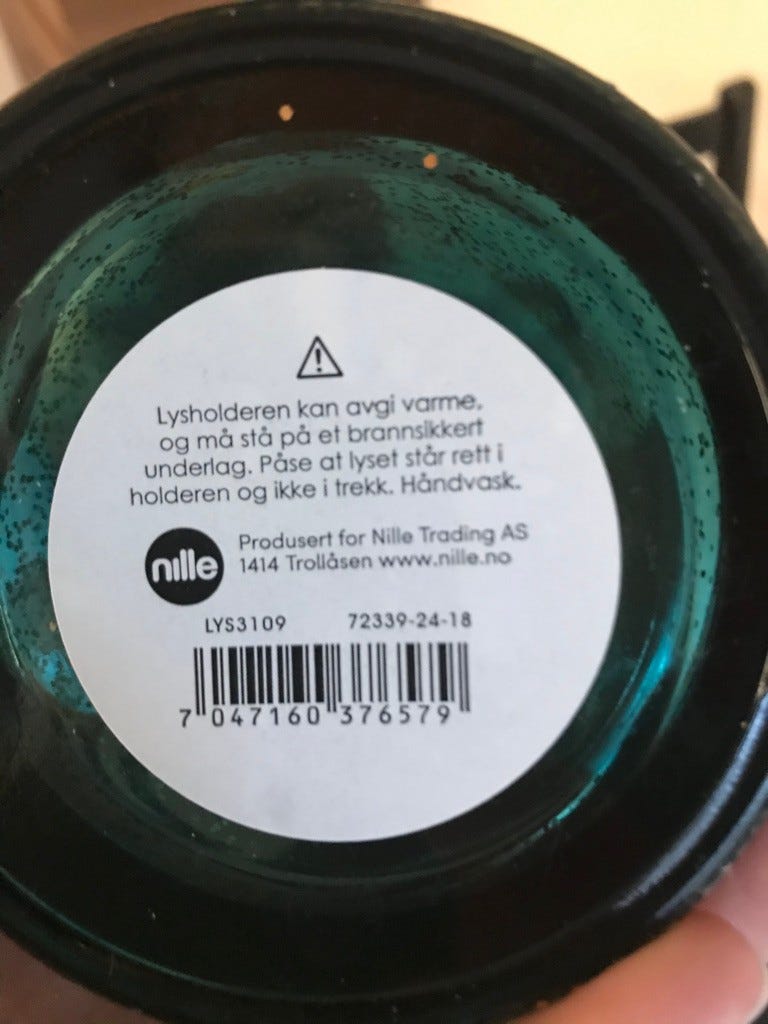 Lysholderen kan avgi varme,
og må stå på et brannsikkert
underlag. Påse at lyset står rett i
holderen og ikke i trekk. Håndvask.
nille
Produsert for Nille Trading AS
1414 Trollåsen www.nille.no
LYS3109 72339-24-18
7 047160 376579